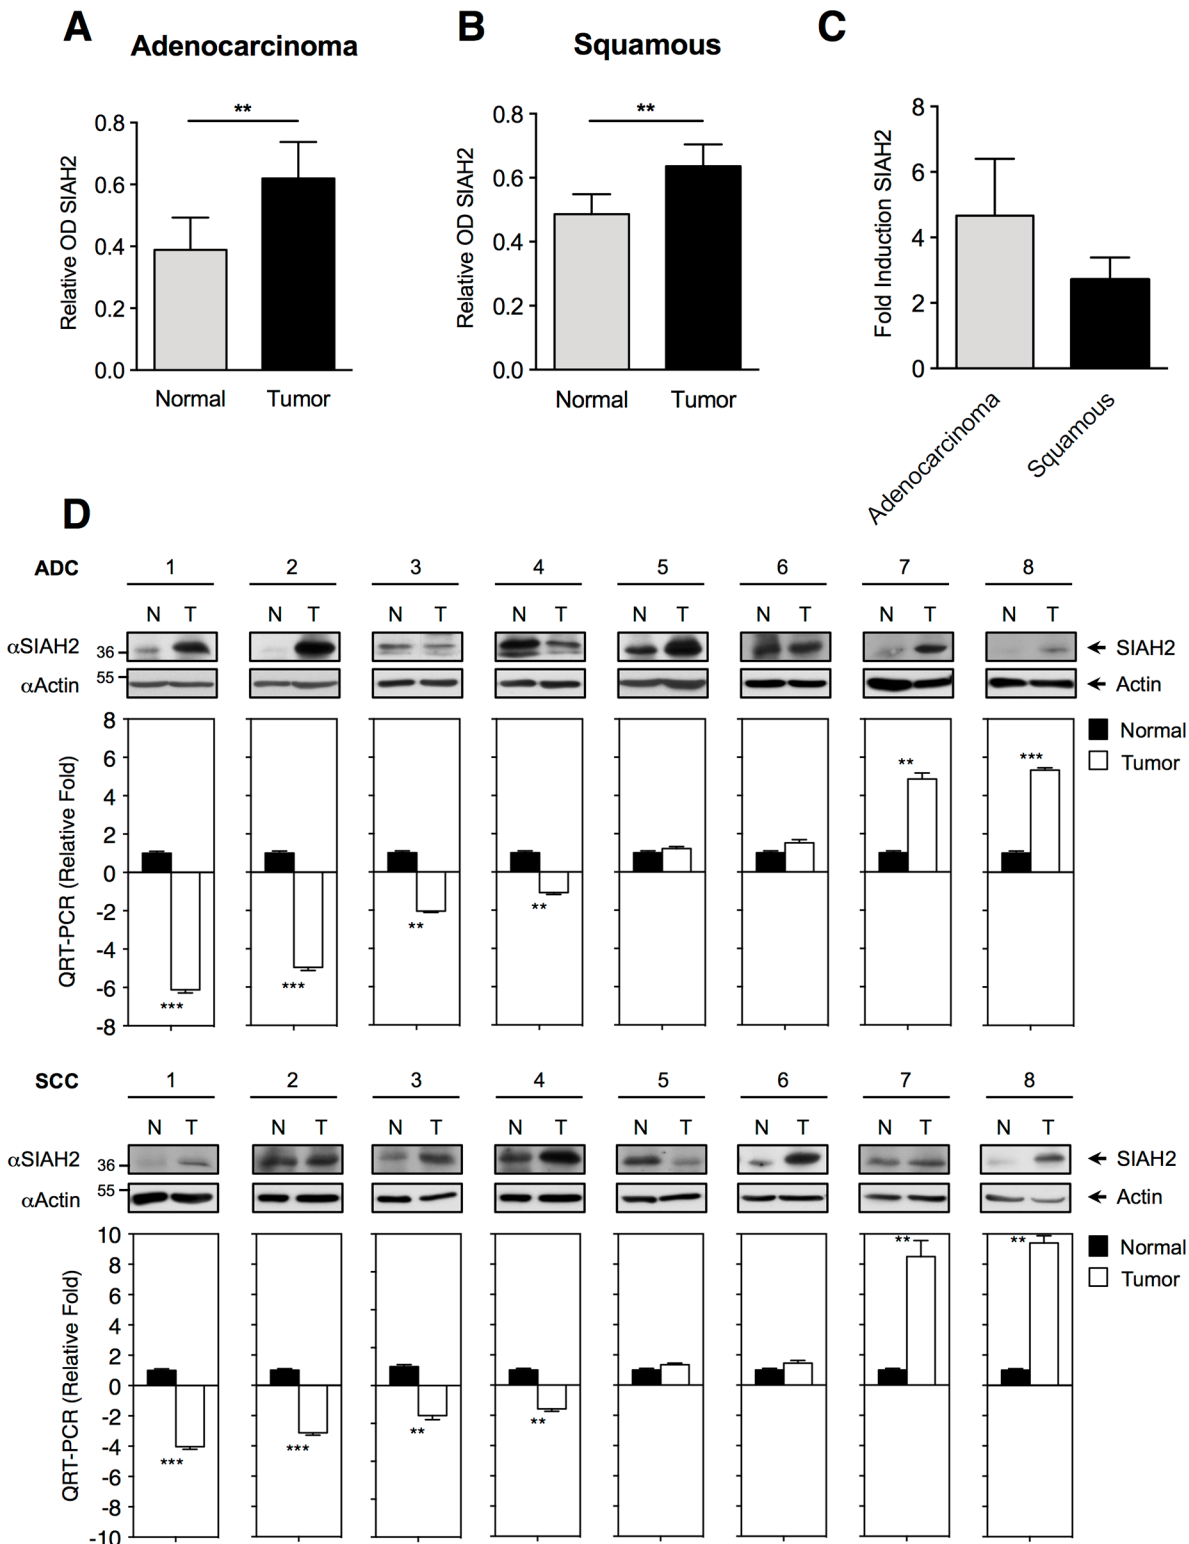 A
Adenocarcinoma
**
Relative OD SIAH2
0.8
0.6
0.4
0.2
0.0
Normal Tumor
B
Squamous
**
Relative OD SIAH2
0.8
0.6
0.4
0.2
0.0
Normal Tumor
C
Fold Induction SIAH2
8
6
4
2
0
Adenocarcinoma
Squamous
D
ADC 1 2 3 4 5 6 7 8
N T N T N T N T N T N T N T N T
αSIAH2 36 SIAH2
55
αActin Actin
Normal
Tumor
QRT-PCR (Relative Fold)
8
6
4
2
0
-2
-4
-6
-8
*** *** ** ** ** ***
SCC 1 2 3 4 5 6 7 8
N T N T N T N T N T N T N T N T
αSIAH2 36 SIAH2
55
αActin Actin
Normal
Tumor
QRT-PCR (Relative Fold)
10
8
6
4
2
0
-2
-4
-6
-8
-10
*** *** ** ** ** **